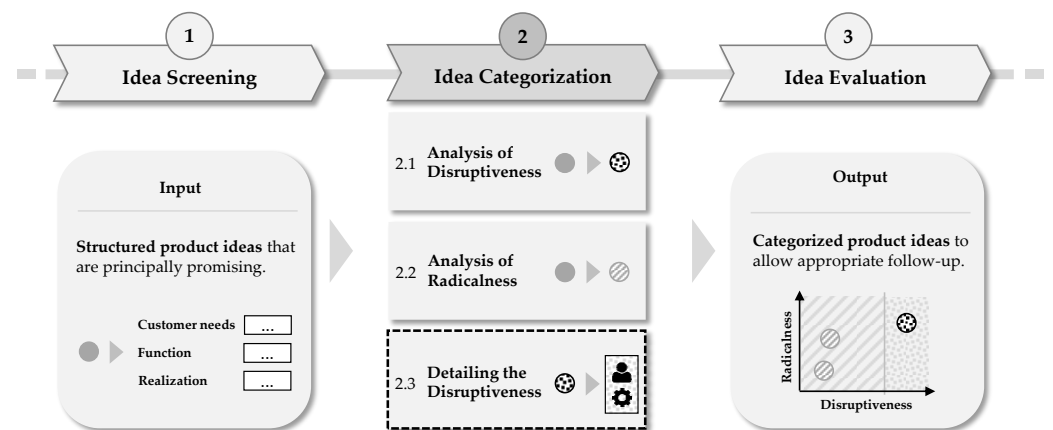 1
Idea Screening
2
Idea Categorization
3
Idea Evaluation
Input
Structured product ideas that
are principally promising.
Customer needs ...
Function ...
Realization ...
2.1 Analysis of
Disruptiveness
2.2 Analysis of
Radicalness
2.3 Detailing the
Disruptiveness
Output
Categorized product ideas to
allow appropriate follow-up.
Radicalness
Disruptiveness